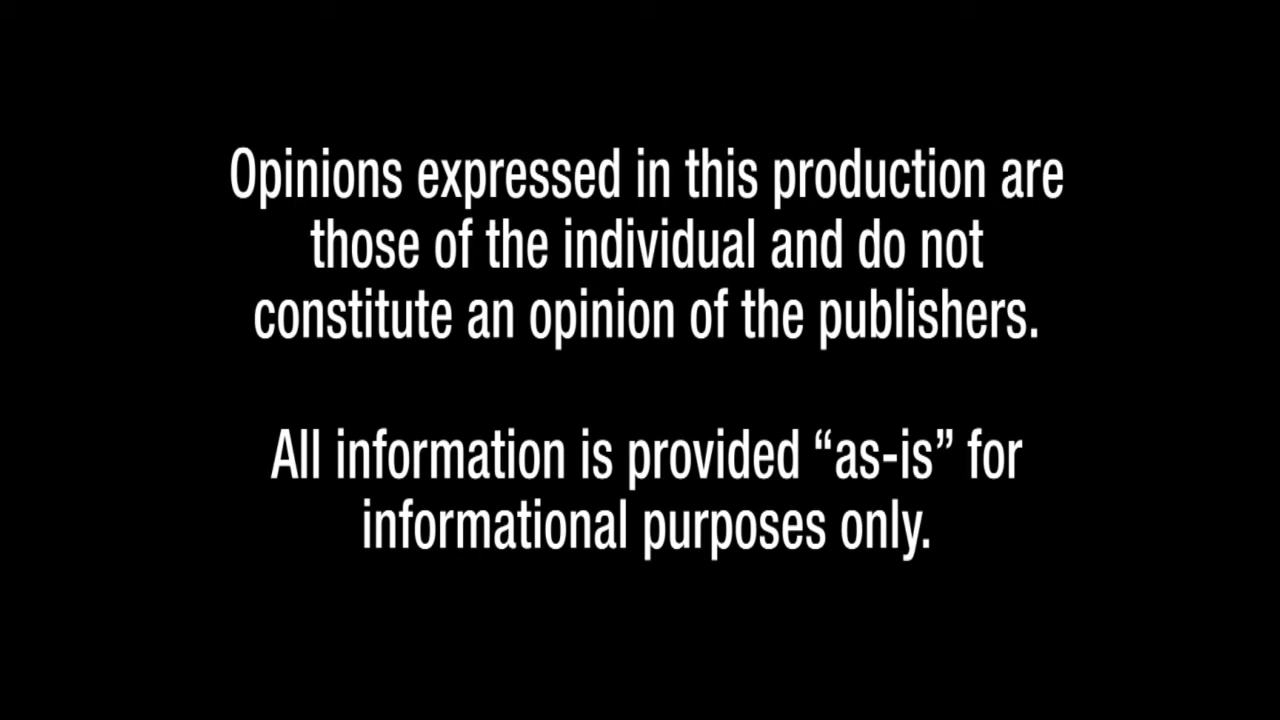 Opinions expressed in this production are
those of the individual and do not
constitute an opinion of the publishers.
All information is provided “as-is” for
informational purposes only.